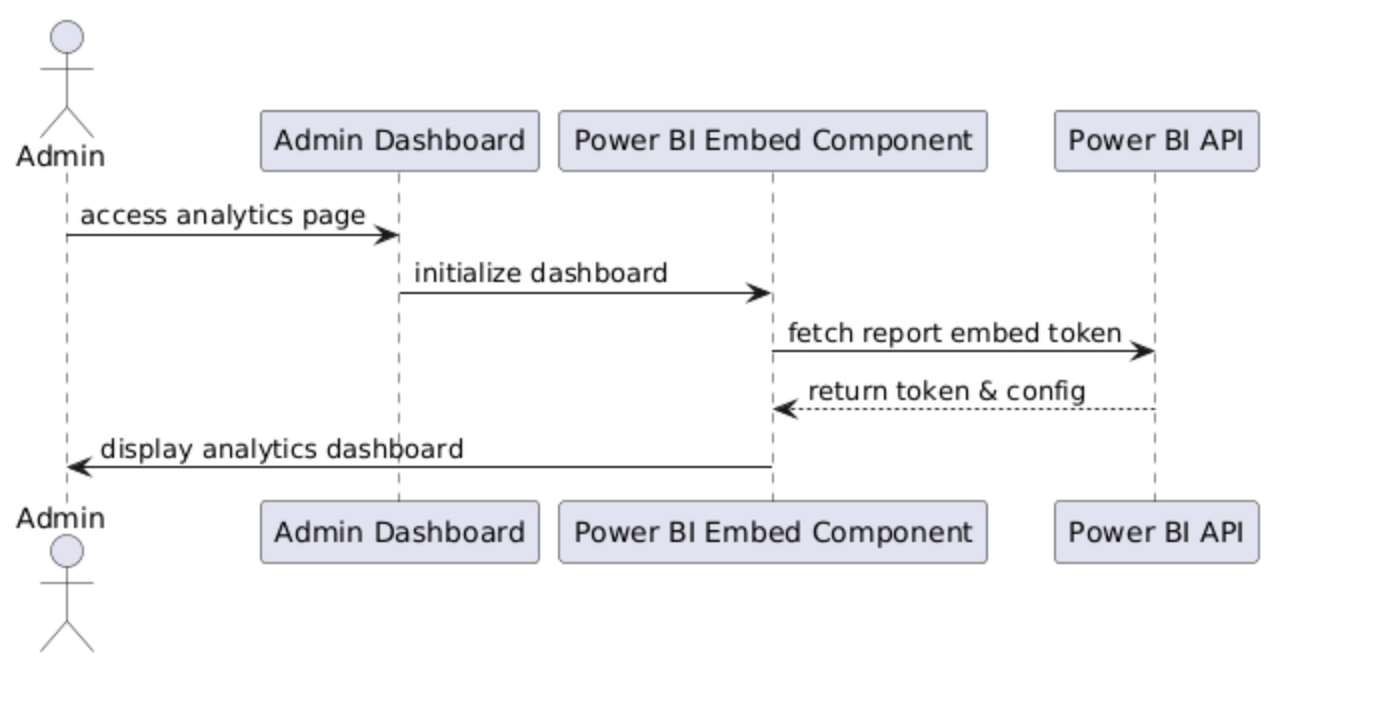 Admin
Admin Dashboard
Power BI Embed Component
Power BI API
access analytics page
initialize dashboard
fetch report embed token
return token & config
display analytics dashboard
Admin
Admin Dashboard
Power BI Embed Component
Power BI API